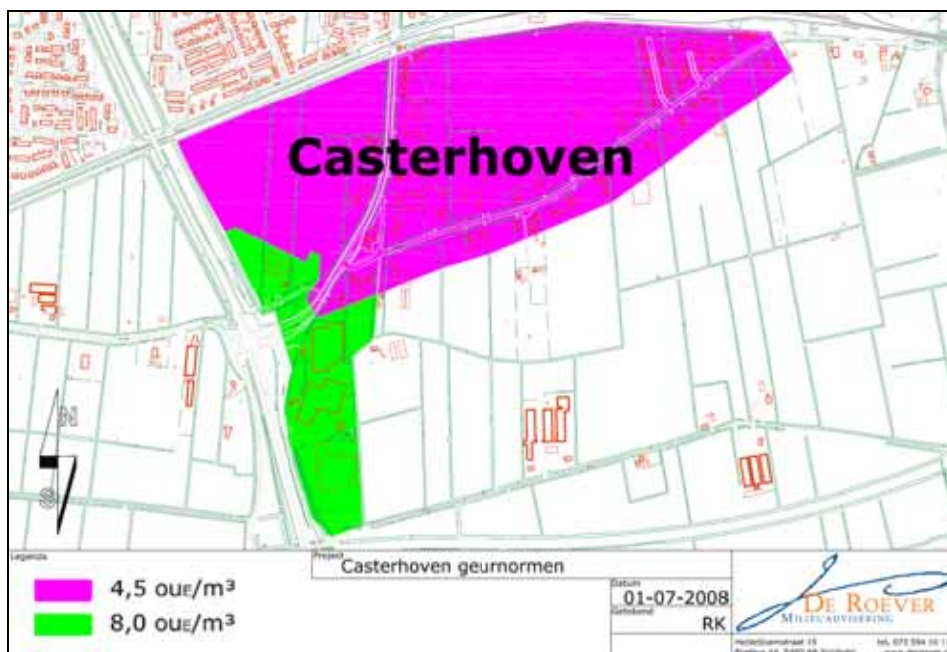 Casterhoven
N
Legenda
Project
Casterhoven geurnormen
4,5 ouE/m³
8,0 ouE/m³
Datum
01-07-2008
Getekend
RK
DE ROEVER
MILIEUADVISERING